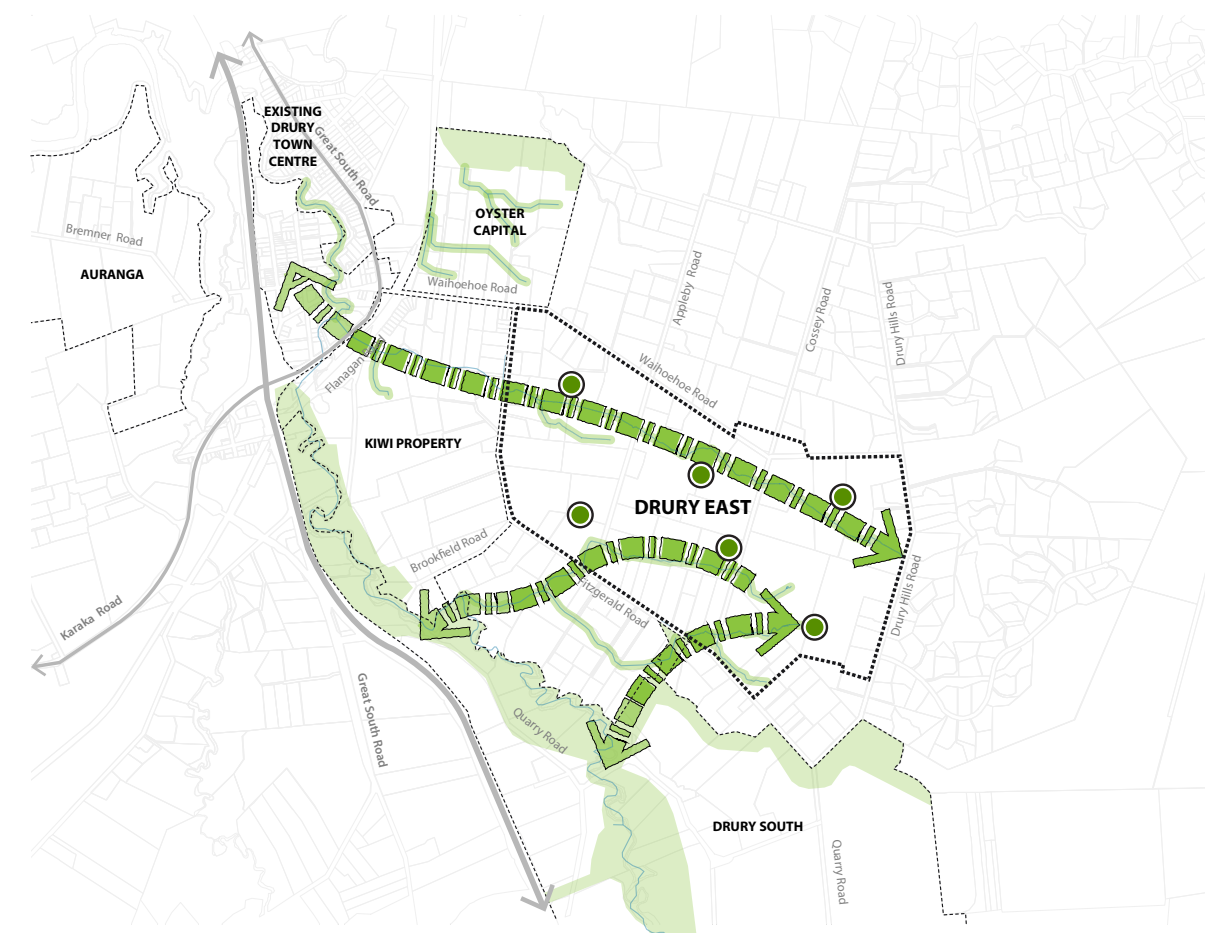 EXISTING
DRURY
TOWN
CENTRE
Great South Road
OYSTER
CAPITAL
Bremner Road
AURANGA
Waihoehoe Road
Appleby Road
Cossey Road
Drury Hills Road
Flanagan Road
Waihoehoe Road
KIWI PROPERTY
DRURY EAST
Brookfield Road
Fitzgerald Road
Drury Hills Road
Karaka Road
Great South Road
Quarry Road
DRURY SOUTH
Quarry Road